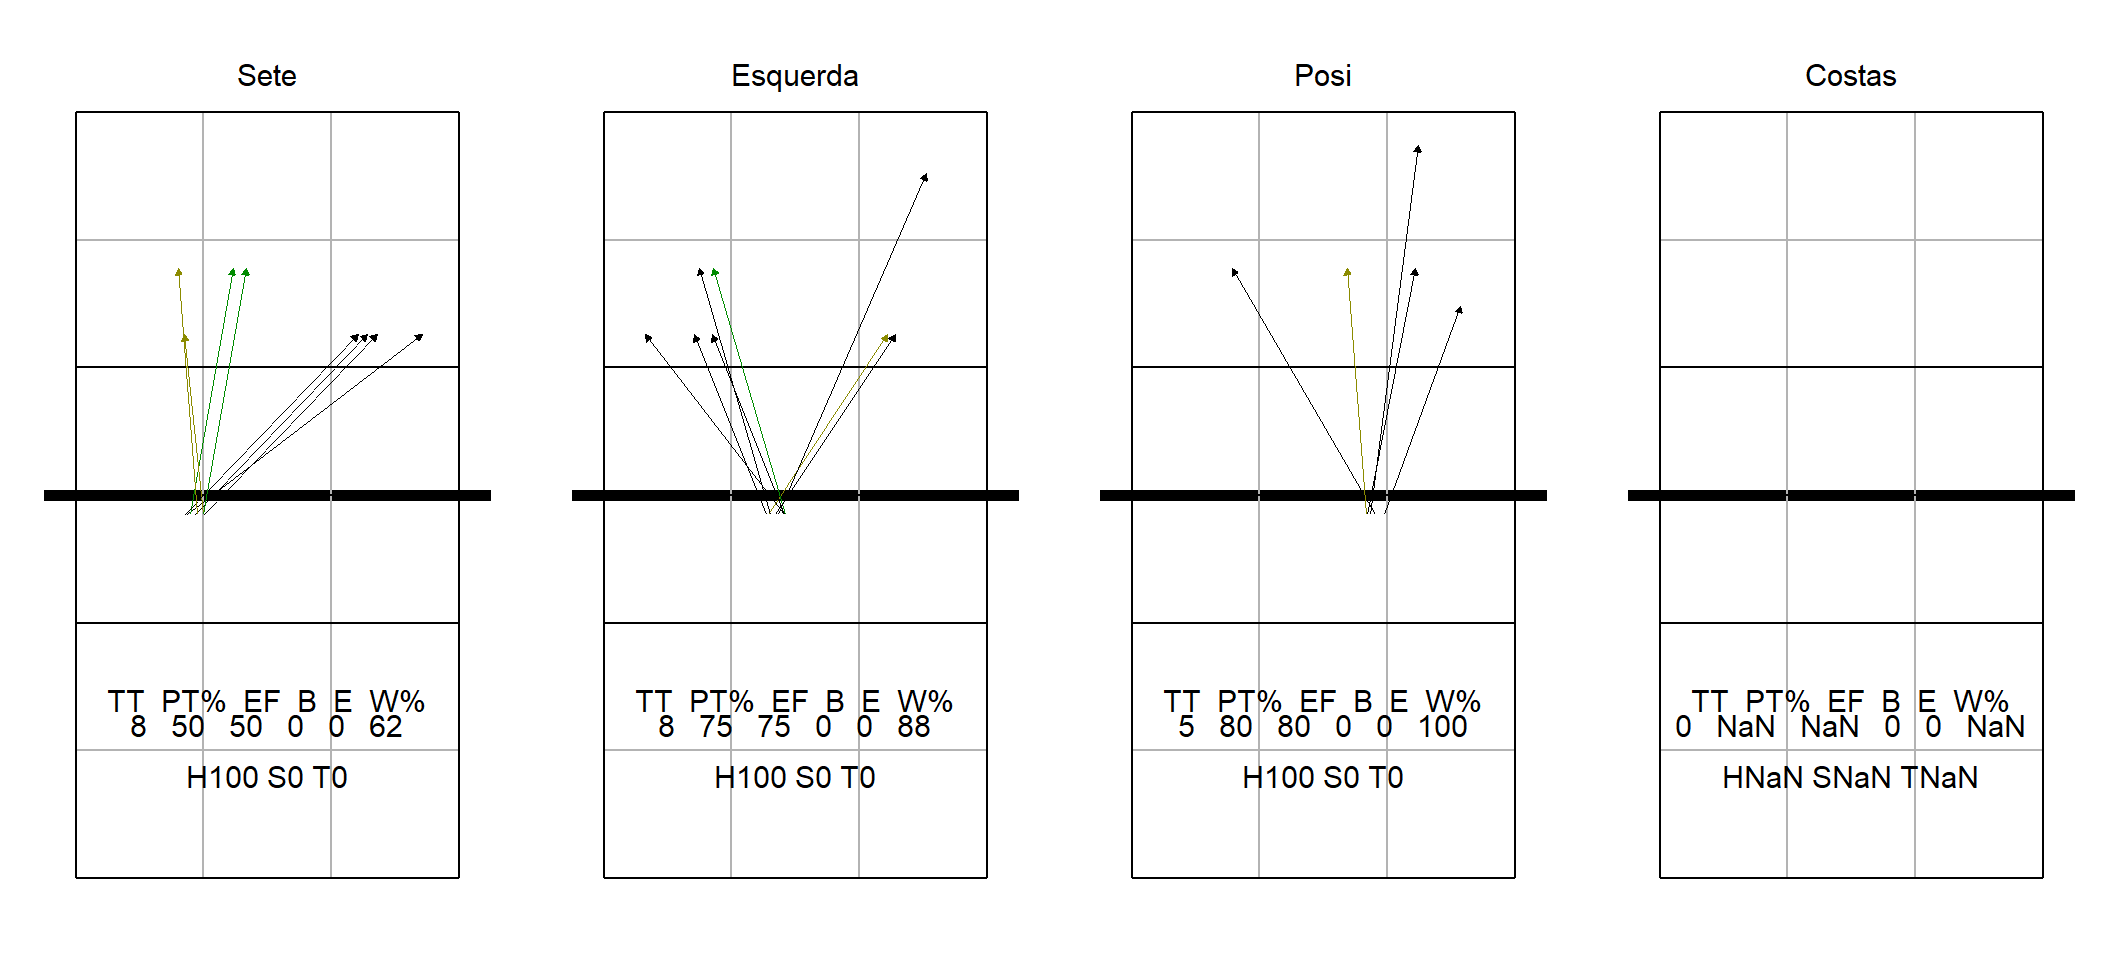 Sete
TT PT% EF B E W%
8 50 50 0 0 62
H100 S0 T0
Esquerda
TT PT% EF B E W%
8 75 75 0 0 88
H100 S0 T0
Posi
TT PT% EF B E W%
5 80 80 0 0 100
H100 S0 T0
Costas
TT PT% EF B E W%
0 NaN NaN 0 0 NaN
HNaN SNaN TNaN